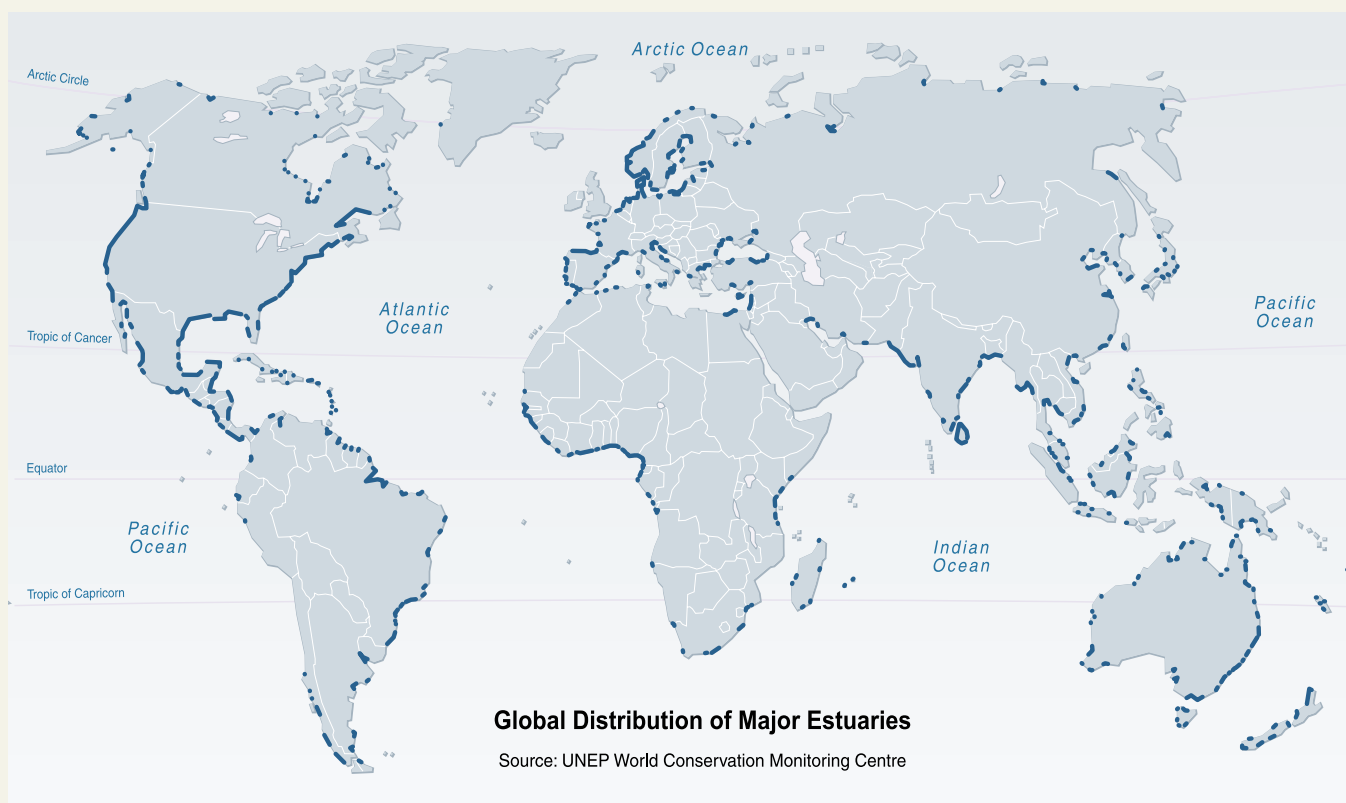 Arctic Ocean
Arctic Circle
Atlantic
Ocean
Pacific
Ocean
Tropic of Cancer
Equator
Pacific
Ocean
Indian
Ocean
Tropic of Capricorn
Global Distribution of Major Estuaries
Source: UNEP World Conservation Monitoring Centre